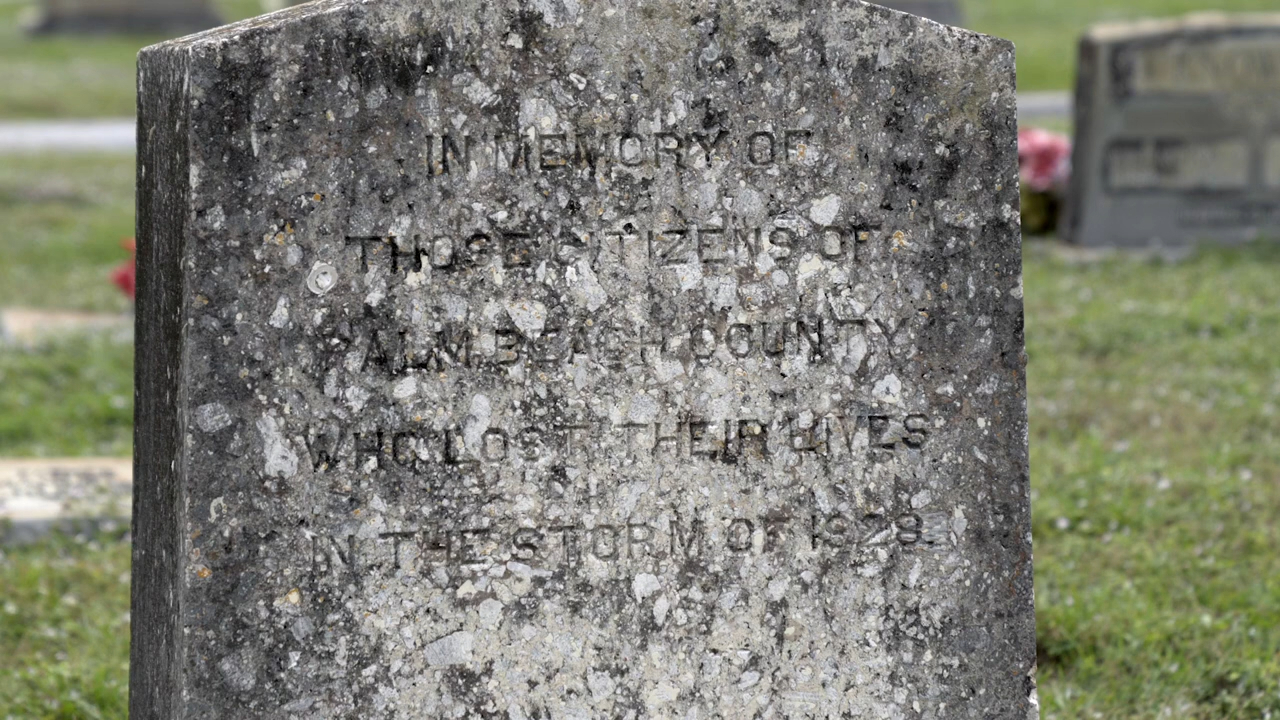 IN MEMORY OF
THOSE CITIZENS OF
PALM BEACH COUNTY
WHO LOST THEIR LIVES
IN THE STORM OF 1928